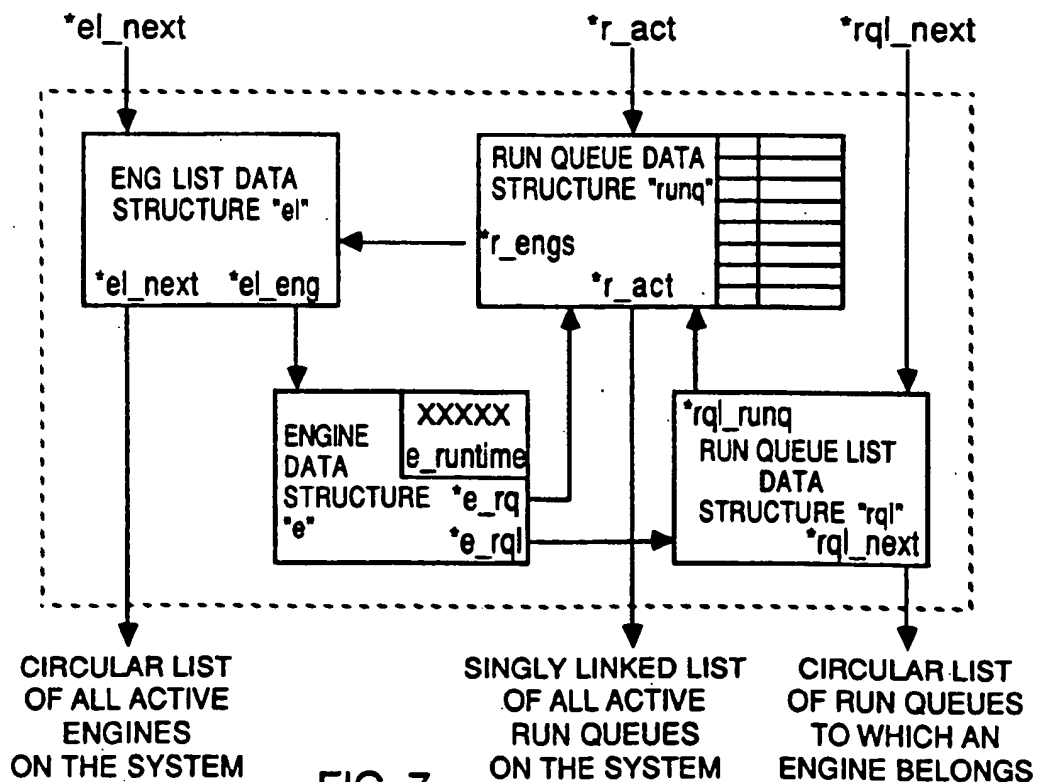 *el_next
*r_act
*rql_next
ENG LIST DATA
STRUCTURE "el"
*el_next *el_eng
RUN QUEUE DATA
STRUCTURE "runq"
*r_engs
*r_act
ENGINE
DATA
STRUCTURE
"e"
XXXXX
e_runtime
*e_rq
*e_rql
*rql_runq
RUN QUEUE LIST
DATA
STRUCTURE "rql"
*rql_next
CIRCULAR LIST
OF ALL ACTIVE
ENGINES
ON THE SYSTEM
SINGLY LINKED LIST
OF ALL ACTIVE
RUN QUEUES
ON THE SYSTEM
CIRCULAR LIST
OF RUN QUEUES
TO WHICH AN
ENGINE BELONGS